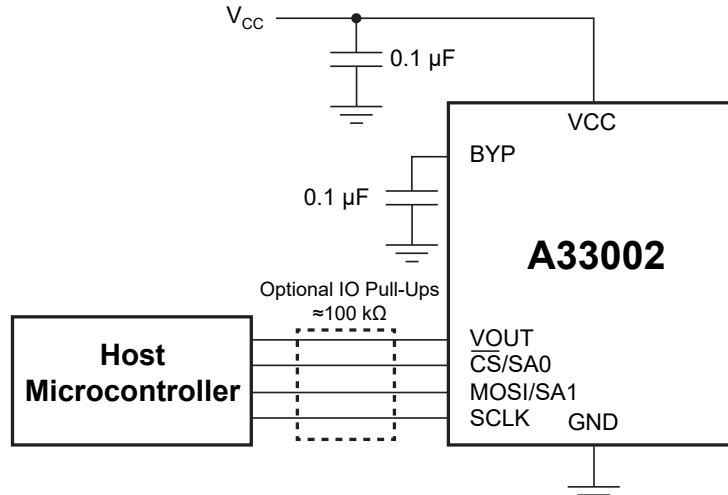 VCC
0.1 µF
VCC
BYP
0.1 µF
A33002
Optional IO Pull-Ups
≈100 kΩ
Host
Microcontroller
VOUT
C̅S̅/SA0
MOSI/SA1
SCLK
GND